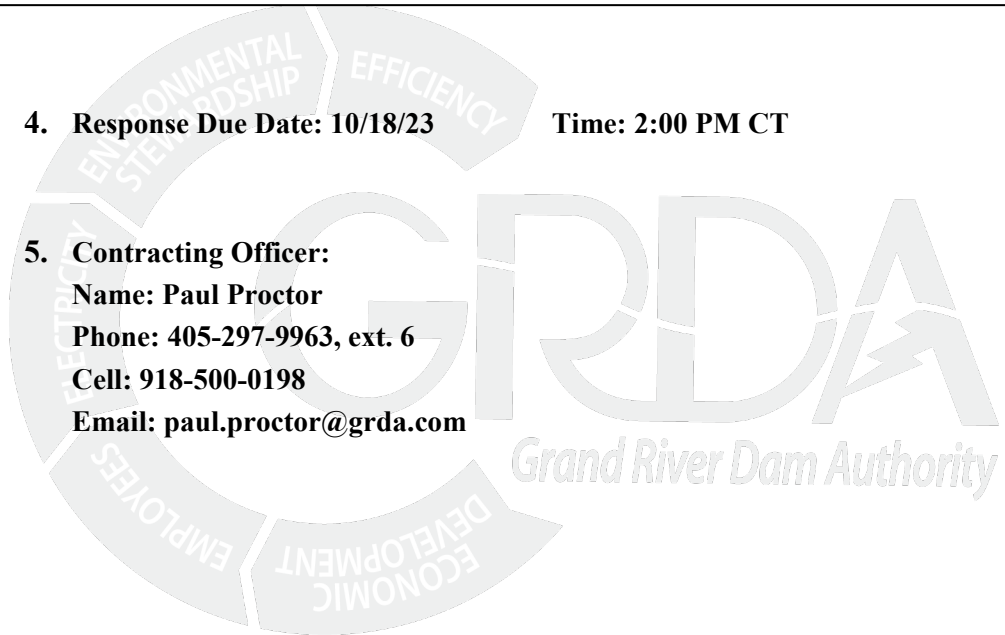 4. Response Due Date: 10/18/23 Time: 2:00 PM CT
5. Contracting Officer:
Name: Paul Proctor
Phone: 405-297-9963, ext. 6
Cell: 918-500-0198
Email: paul.proctor@grda.com
ENVIRONMENTAL
STEWARDSHIP
EFFICIENCY
ELECTRICITY
EMPLOYEES
ECONOMIC
DEVELOPMENT
GRDA
Grand River Dam Authority